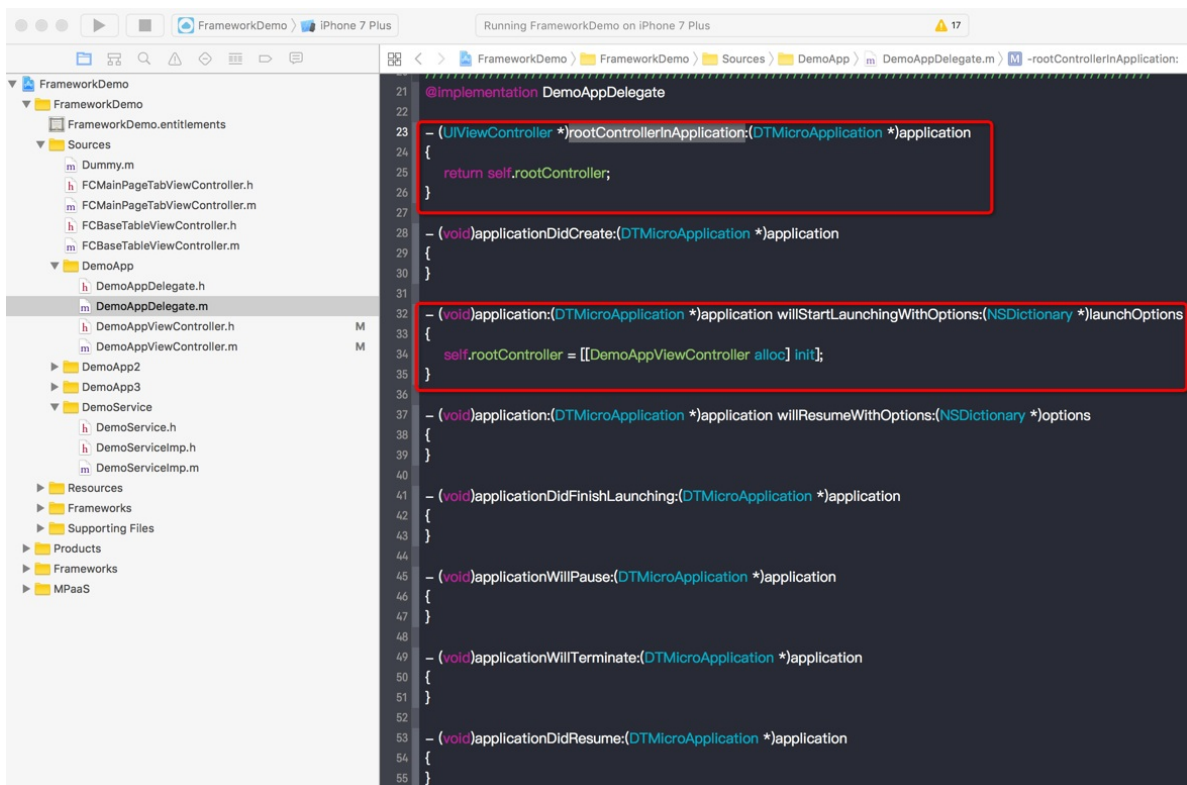 FrameworkDemo 〉 iPhone 7 Plus
Running FrameworkDemo on iPhone 7 Plus
17
FrameworkDemo 〉 FrameworkDemo 〉 Sources 〉 DemoApp 〉 m DemoAppDelegate.m 〉 M -rootControllerInApplication:
FrameworkDemo
FrameworkDemo
FrameworkDemo.entitlements
Sources
m Dummy.m
h FCMainPageTabViewController.h
m FCMainPageTabViewController.m
h FCBaseTableViewController.h
m FCBaseTableViewController.m
DemoApp
h DemoAppDelegate.h
m DemoAppDelegate.m
h DemoAppViewController.h M
m DemoAppViewController.m M
DemoApp2
DemoApp3
DemoService
h DemoService.h
h DemoServiceImp.h
m DemoServiceImp.m
Resources
Frameworks
Supporting Files
Products
Frameworks
MPaaS
21 @implementation DemoAppDelegate
22
23 – (UIViewController *)rootControllerInApplication:(DTMicroApplication *)application
24 {
25 return self.rootController;
26 }
27
28 – (void)applicationDidCreate:(DTMicroApplication *)application
29 {
30 }
31
32 – (void)application:(DTMicroApplication *)application willStartLaunchingWithOptions:(NSDictionary *)launchOptions
33 {
34 self.rootController = [[DemoAppViewController alloc] init];
35 }
36
37 – (void)application:(DTMicroApplication *)application willResumeWithOptions:(NSDictionary *)options
38 {
39 }
40
41 – (void)applicationDidFinishLaunching:(DTMicroApplication *)application
42 {
43 }
44
45 – (void)applicationWillPause:(DTMicroApplication *)application
46 {
47 }
48
49 – (void)applicationWillTerminate:(DTMicroApplication *)application
50 {
51 }
52
53 – (void)applicationDidResume:(DTMicroApplication *)application
54 {
55 }